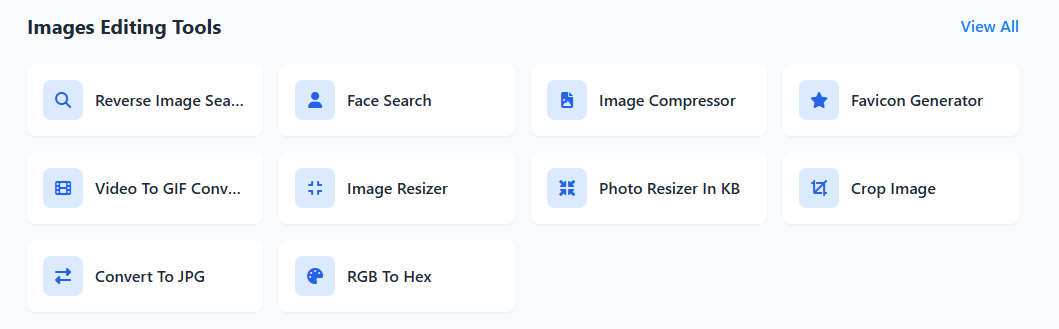 Images Editing Tools
View All
Reverse Image Sea...
Face Search
Image Compressor
Favicon Generator
Video To GIF Conv...
Image Resizer
Photo Resizer In KB
Crop Image
Convert To JPG
RGB To Hex